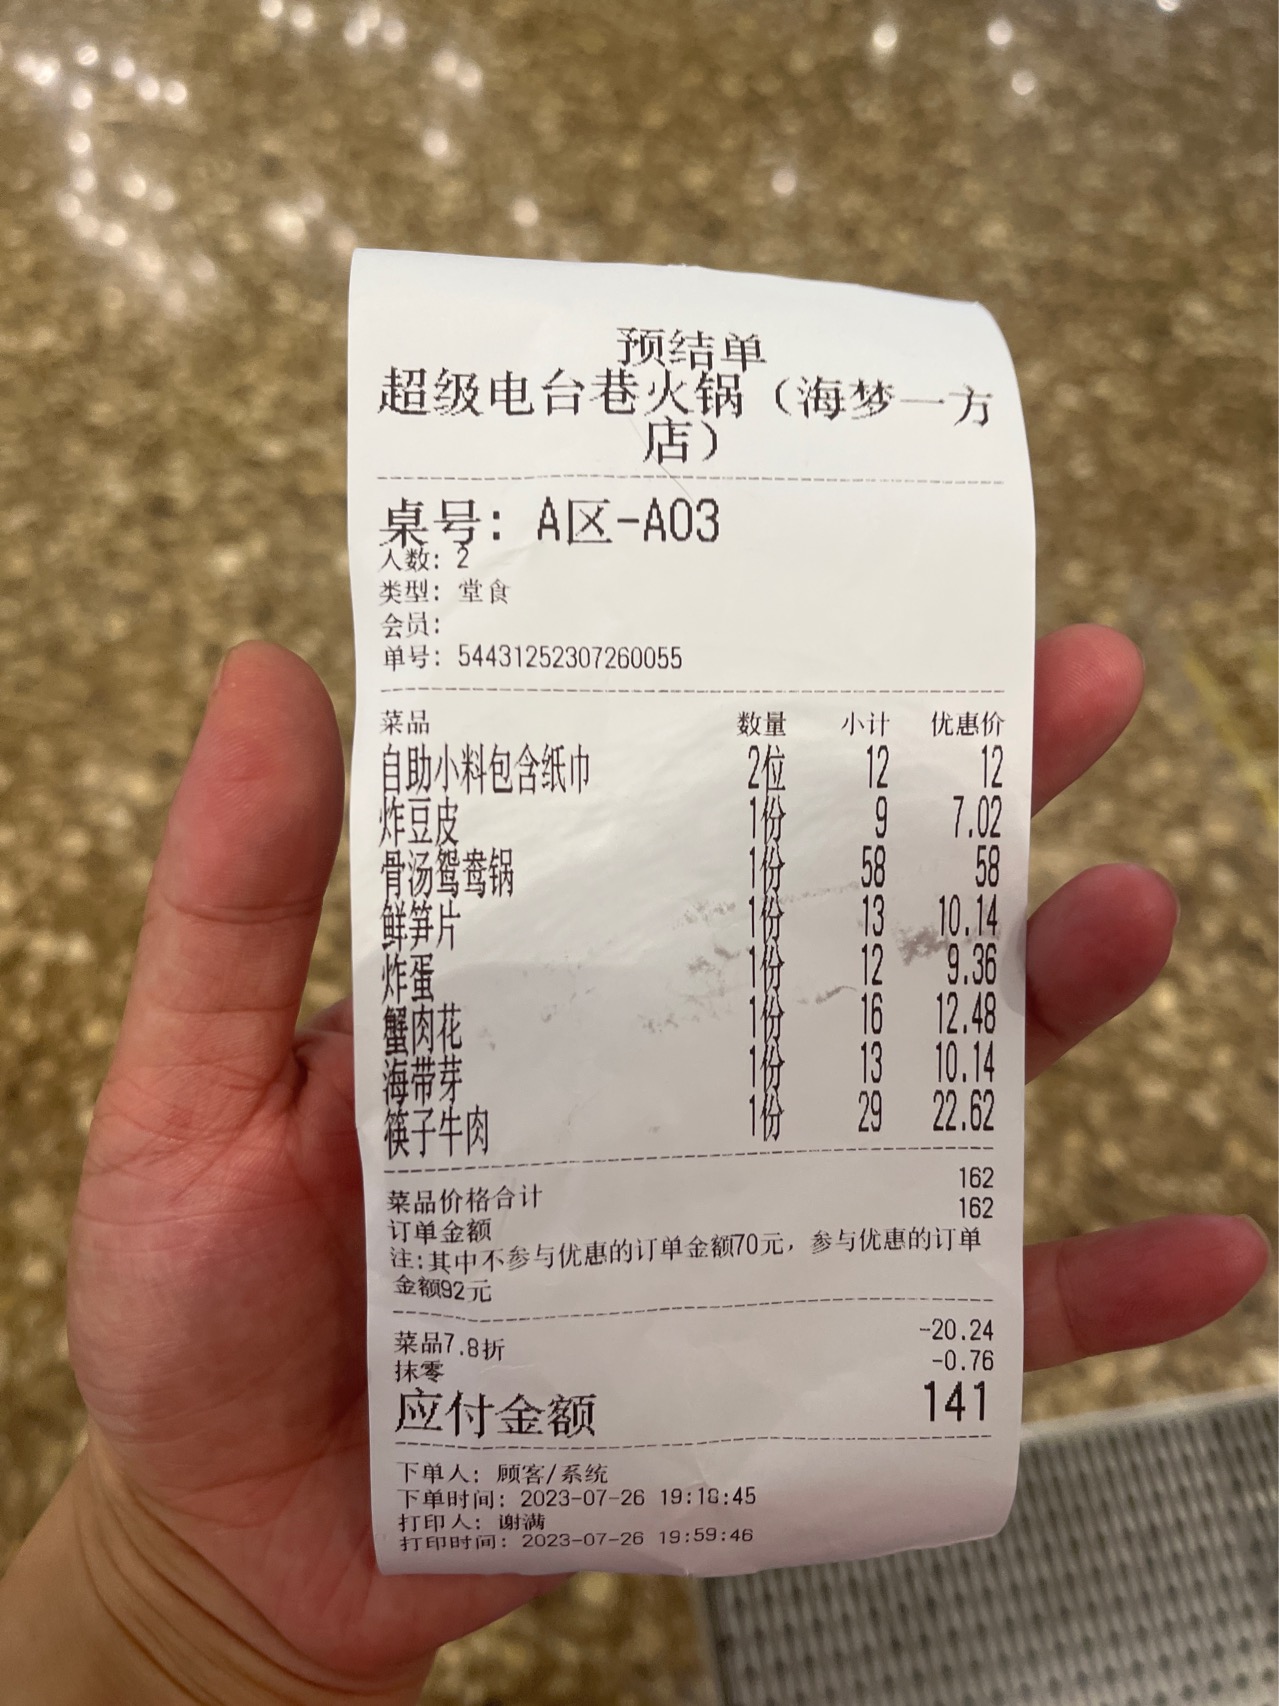 预结单
超级电台巷火锅（海梦一方
店）
桌号：A区-A03
人数：2
类型：堂食
会员：
单号：54431252307260055
菜品 数量 小计 优惠价
自助小料包含纸巾 2位 12 12
炸豆皮 1份 9 7.02
骨汤鸳鸯锅 1份 58 58
鲜笋片 1份 13 10.14
炸蛋 1份 12 9.36
蟹肉花 1份 16 12.48
海带芽 1份 13 10.14
筷子牛肉 1份 29 22.62
菜品价格合计 162
订单金额 162
注：其中不参与优惠的订单金额70元，参与优惠的订单
金额92元
菜品7.8折 -20.24
抹零 -0.76
应付金额 141
下单人：顾客/系统
下单时间：2023-07-26 19:18:45
打印人：谢满
打印时间：2023-07-26 19:59:46